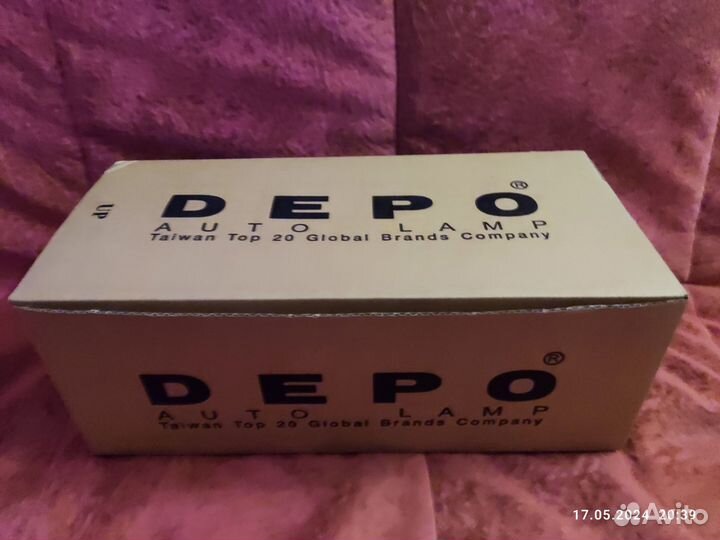 DEPO®
AUTO LAMP
Taiwan Top 20 Global Brands Company
UP
DEPO®
AUTO LAMP
Taiwan Top 20 Global Brands Company
17.05.2024 20:39
Avito